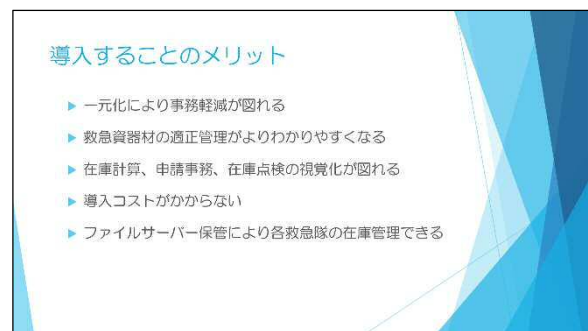 導入することのメリット
一元化により事務軽減が図れる
救急資器材の適正管理がよりわかりやすくなる
在庫計算、申請事務、在庫点検の視覚化が図れる
導入コストがかからない
ファイルサーバー保管により各救急隊の在庫管理できる